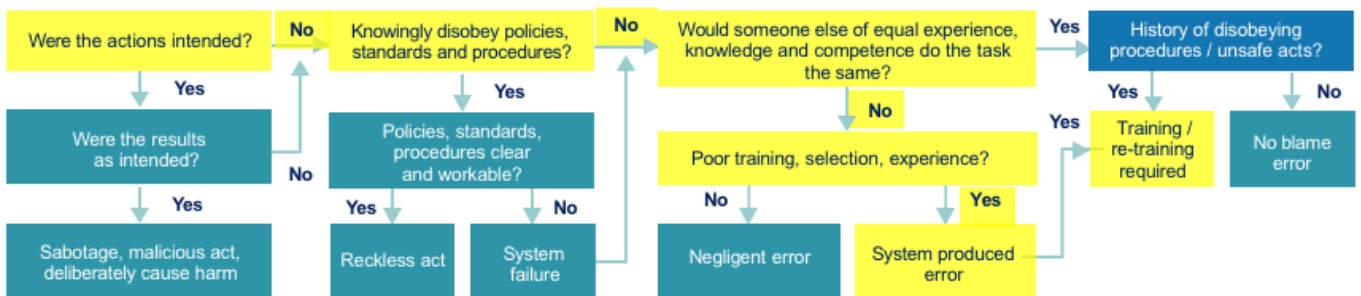 Were the actions intended?
No
Knowingly disobey policies,
standards and procedures?
No
Would someone else of equal experience,
knowledge and competence do the task
the same?
Yes
History of disobeying
procedures / unsafe acts?
Yes
Yes
No
Yes
No
Were the results
as intended?
No
Policies, standards,
procedures clear
and workable?
Poor training, selection, experience?
Yes
Training /
re-training
required
No blame
error
Yes
Yes
No
No
Yes
Sabotage, malicious act,
deliberately cause harm
Reckless act
System
failure
Negligent error
System produced
error